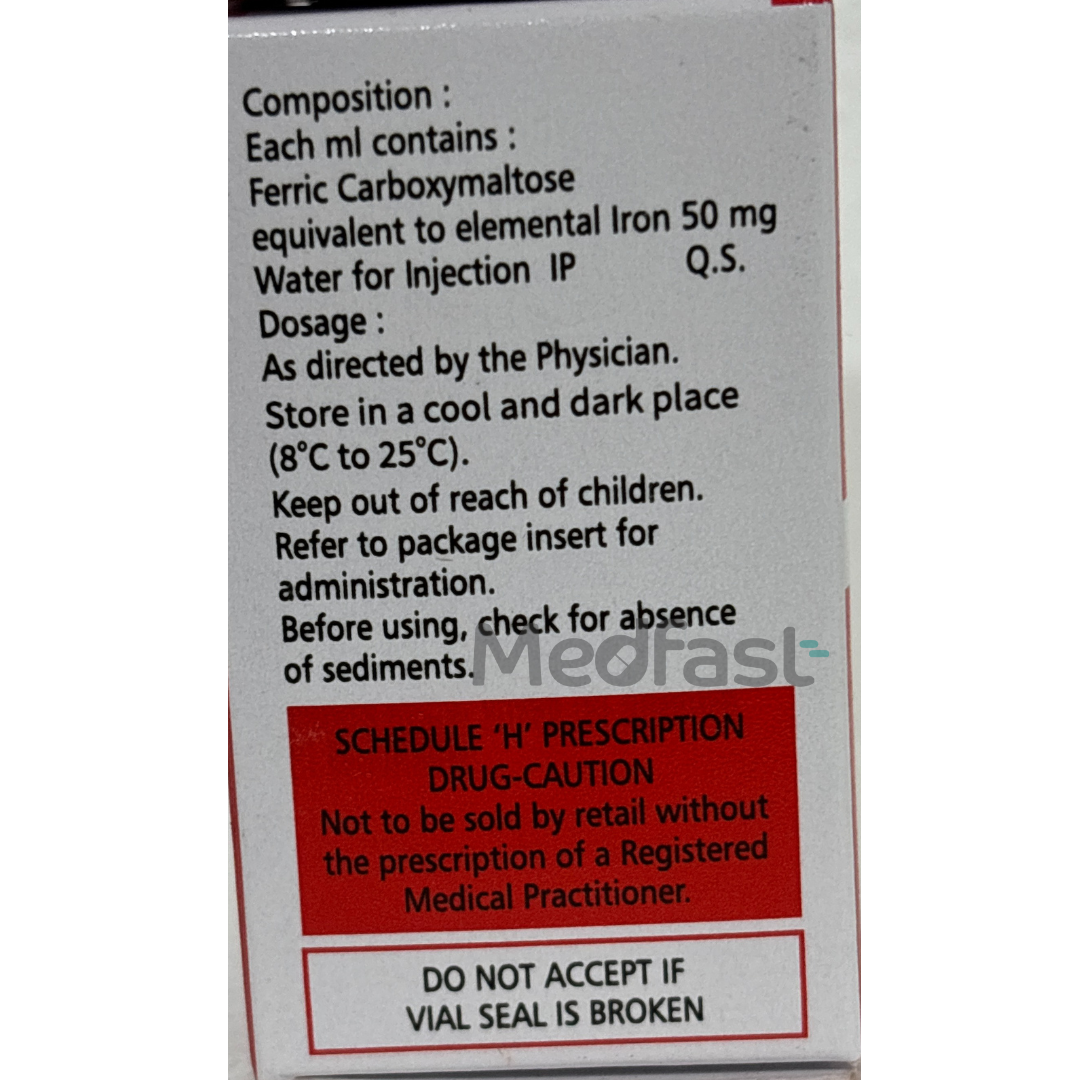 Composition :
Each ml contains :
Ferric Carboxymaltose
equivalent to elemental Iron 50 mg
Water for Injection IP Q.S.
Dosage :
As directed by the Physician.
Store in a cool and dark place
(8°C to 25°C).
Keep out of reach of children.
Refer to package insert for
administration.
Before using, check for absence
of sediments.
Medfast
SCHEDULE ‘H’ PRESCRIPTION
DRUG-CAUTION
Not to be sold by retail without
the prescription of a Registered
Medical Practitioner.
DO NOT ACCEPT IF
VIAL SEAL IS BROKEN